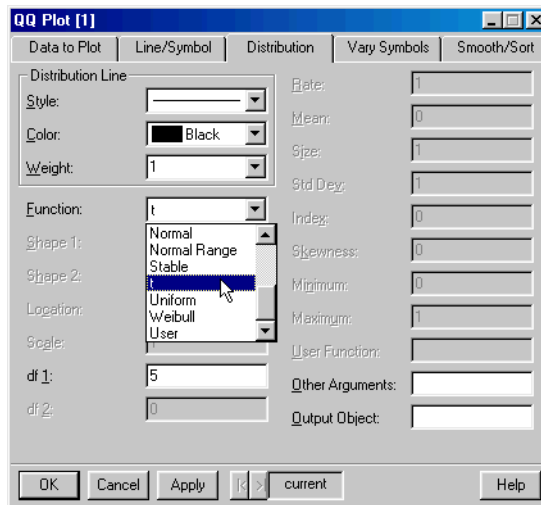 QQ Plot [1]
Data to Plot
Line/Symbol
Distribution
Vary Symbols
Smooth/Sort
Distribution Line
Style:
Color: Black
Weight: 1
Function: t
Normal
Normal Range
Stable
t
Uniform
Weibull
User
Shape 1:
Shape 2:
Location:
Scale:
df 1: 5
df 2: 0
Rate: 1
Mean: 0
Size: 1
Std Dev: 1
Index: 0
Skewness: 0
Minimum: 0
Maximum: 1
User Function:
Other Arguments:
Output Object:
OK
Cancel
Apply
current
Help